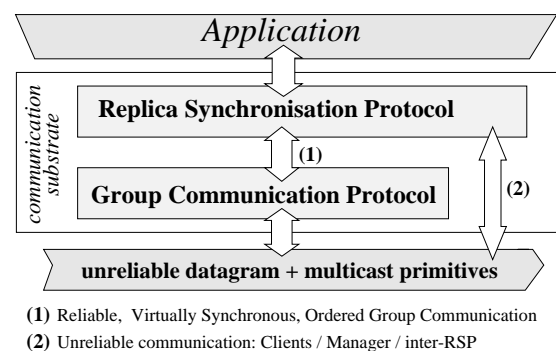 Application
communication
substrate
Replica Synchronisation Protocol
(1)
Group Communication Protocol
(2)
unreliable datagram + multicast primitives
(1) Reliable, Virtually Synchronous, Ordered Group Communication
(2) Unreliable communication: Clients / Manager / inter-RSP